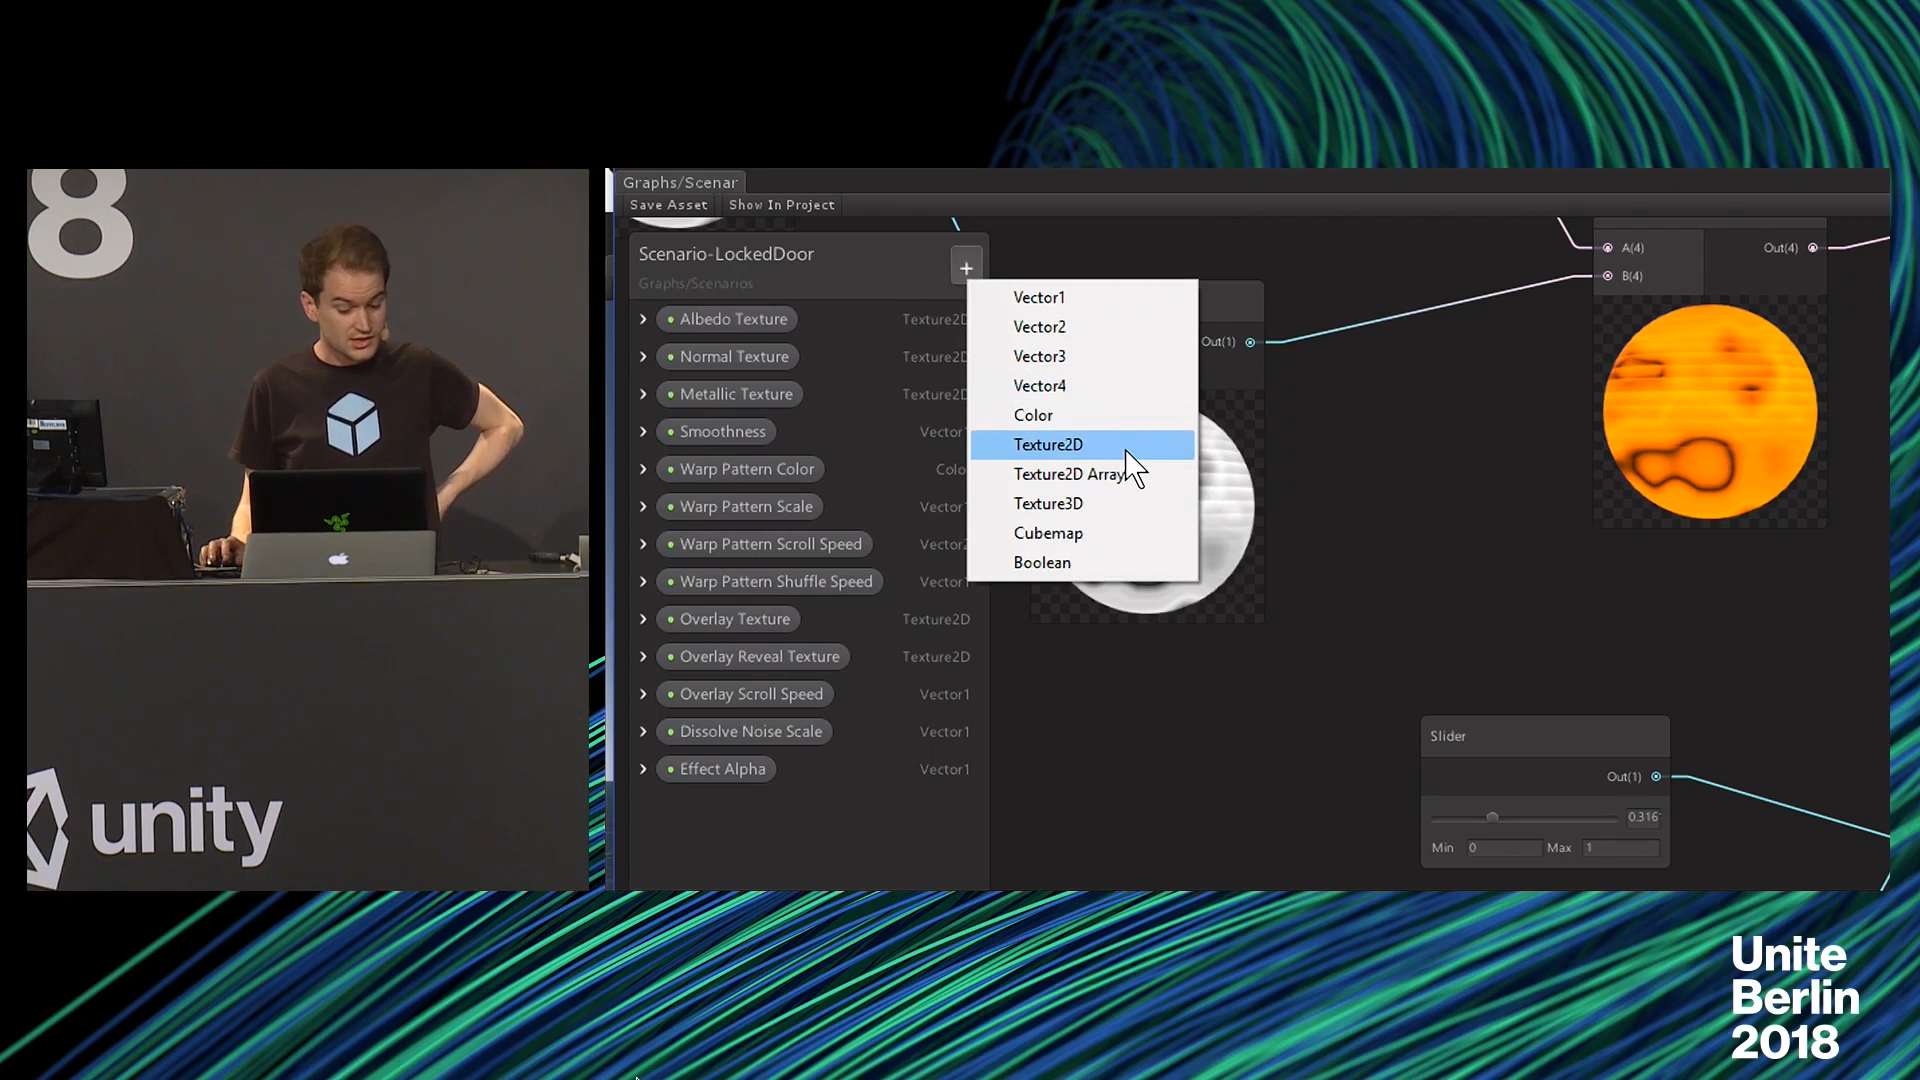 8
unity
Graphs/Scenar
Save Asset
Show In Project
Scenario-LockedDoor
Graphs/Scenarios
+
Albedo Texture Texture2D
Normal Texture Texture2D
Metallic Texture Texture2D
Smoothness Vector1
Warp Pattern Color Colo
Warp Pattern Scale Vector1
Warp Pattern Scroll Speed Vector2
Warp Pattern Shuffle Speed Vector1
Overlay Texture Texture2D
Overlay Reveal Texture Texture2D
Overlay Scroll Speed Vector1
Dissolve Noise Scale Vector1
Effect Alpha Vector1
Vector1
Vector2
Vector3
Vector4
Color
Texture2D
Texture2D Array
Texture3D
Cubemap
Boolean
Out(1)
A(4) Out(4)
B(4)
Slider
Out(1)
0.316
Min 0 Max 1
Unite
Berlin
2018